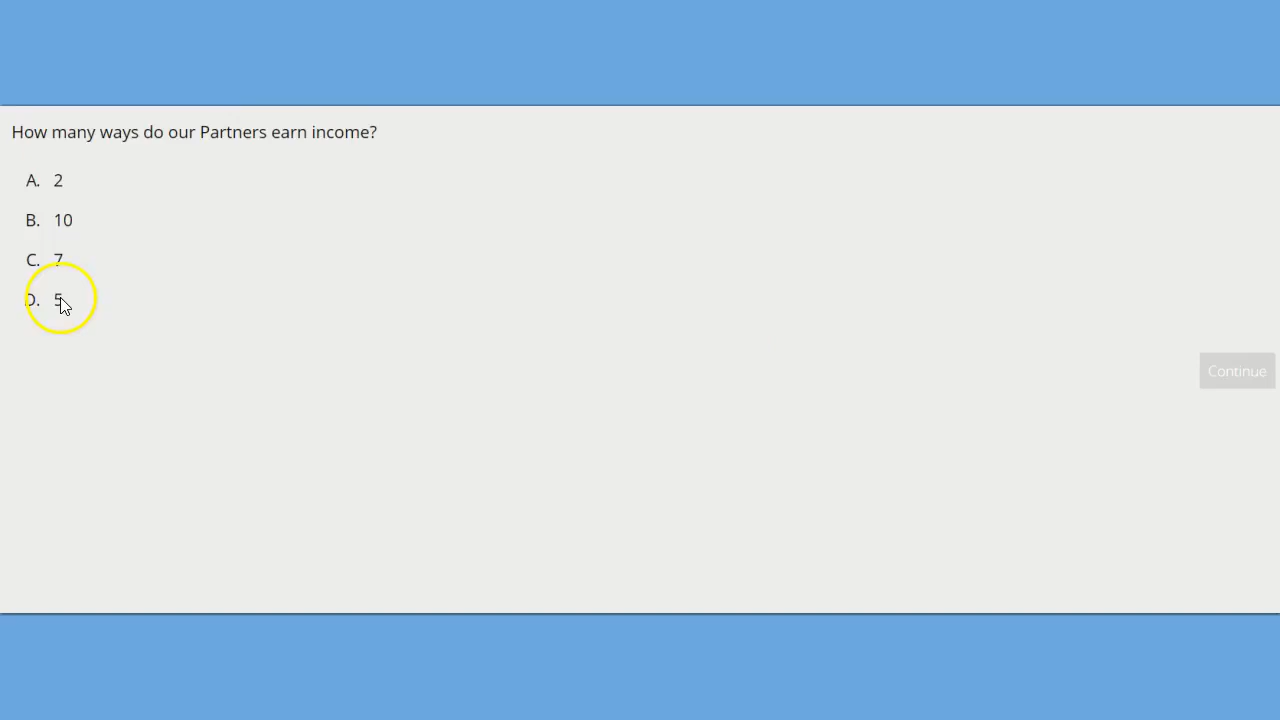 How many ways do our Partners earn income?
A. 2
B. 10
C. 7
D. 5
Continue